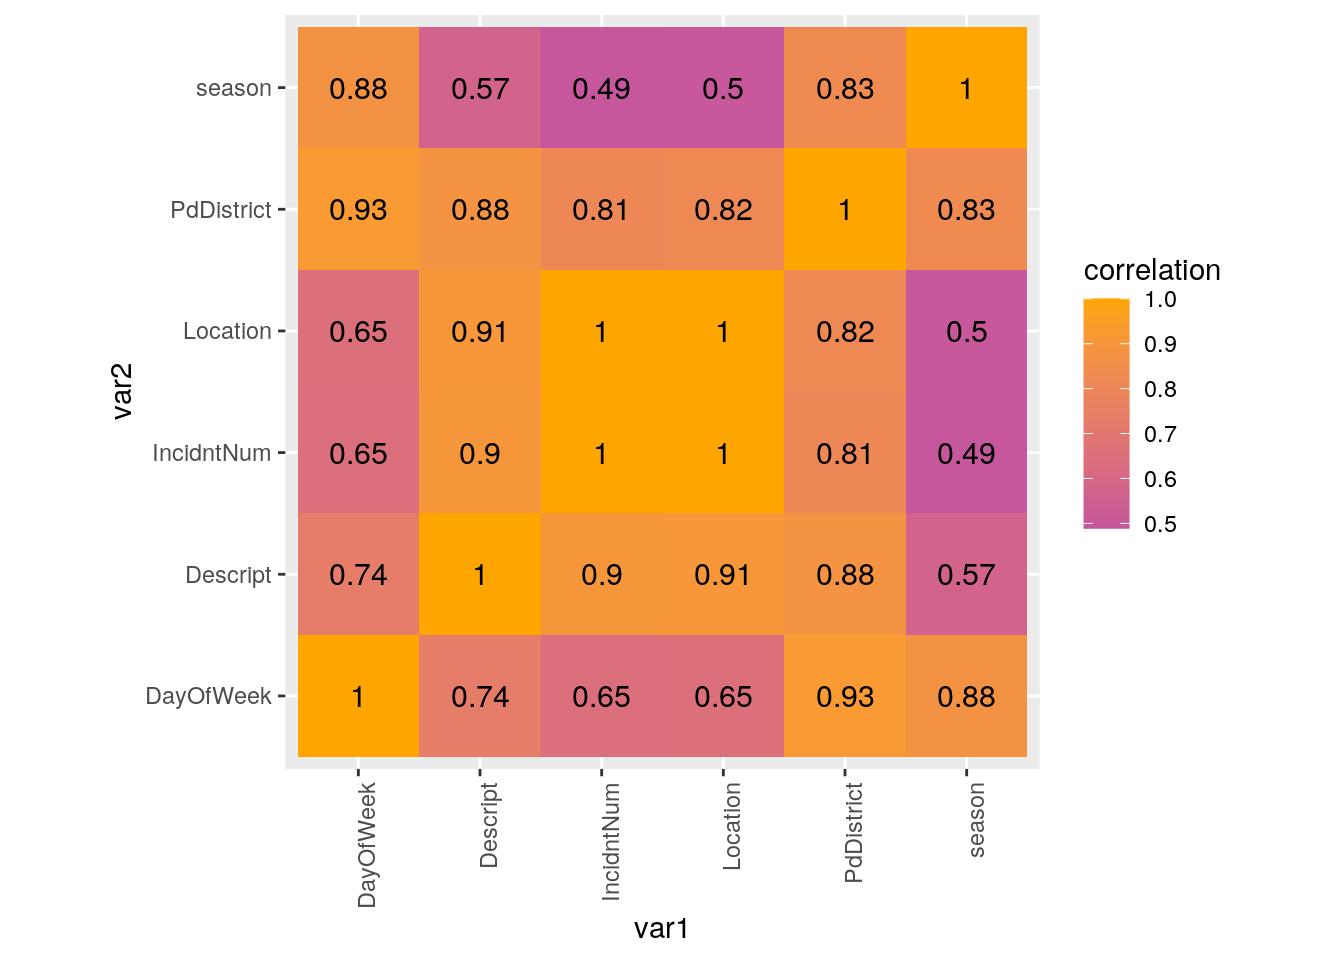 season 0.88 0.57 0.49 0.5 0.83 1
PdDistrict 0.93 0.88 0.81 0.82 1 0.83
Location 0.65 0.91 1 1 0.82 0.5
IncidntNum 0.65 0.9 1 1 0.81 0.49
Descript 0.74 1 0.9 0.91 0.88 0.57
DayOfWeek 1 0.74 0.65 0.65 0.93 0.88
DayOfWeek Descript IncidntNum Location PdDistrict season
var1
var2
correlation
1.0
0.9
0.8
0.7
0.6
0.5